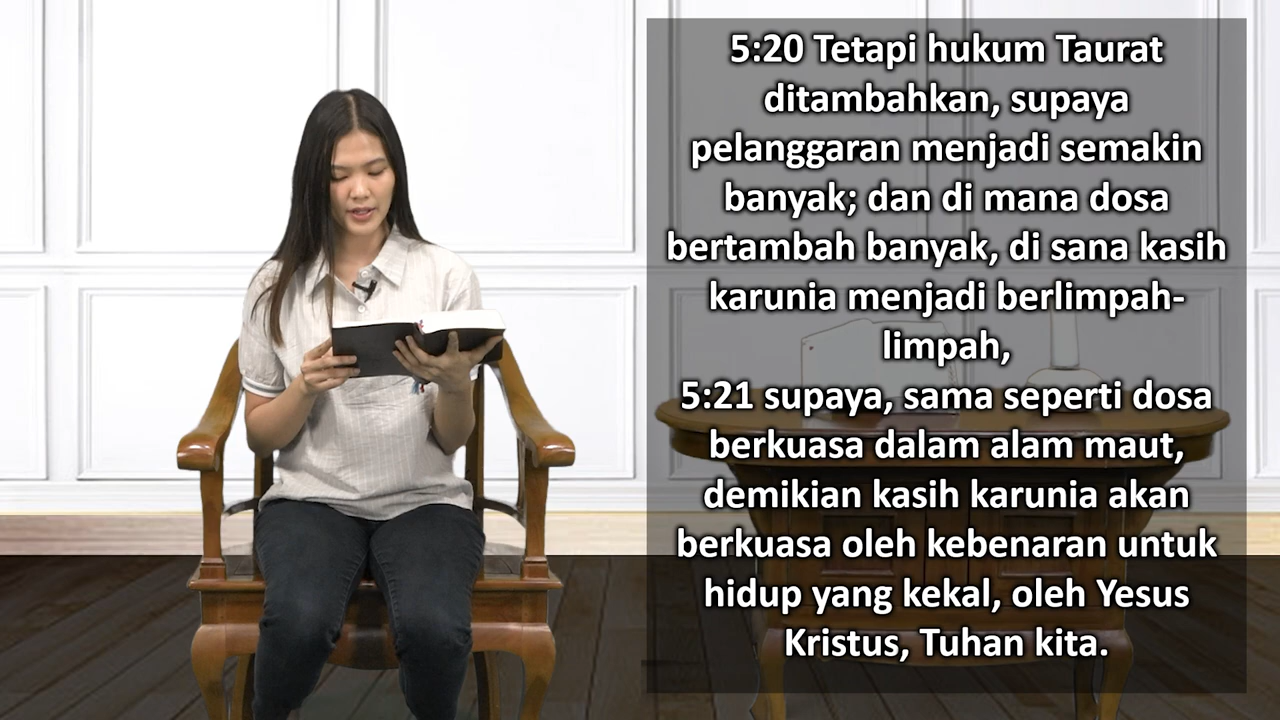 5:20 Tetapi hukum Taurat
ditambahkan, supaya
pelanggaran menjadi semakin
banyak; dan di mana dosa
bertambah banyak, di sana kasih
karunia menjadi berlimpah-
limpah,
5:21 supaya, sama seperti dosa
berkuasa dalam alam maut,
demikian kasih karunia akan
berkuasa oleh kebenaran untuk
hidup yang kekal, oleh Yesus
Kristus, Tuhan kita.